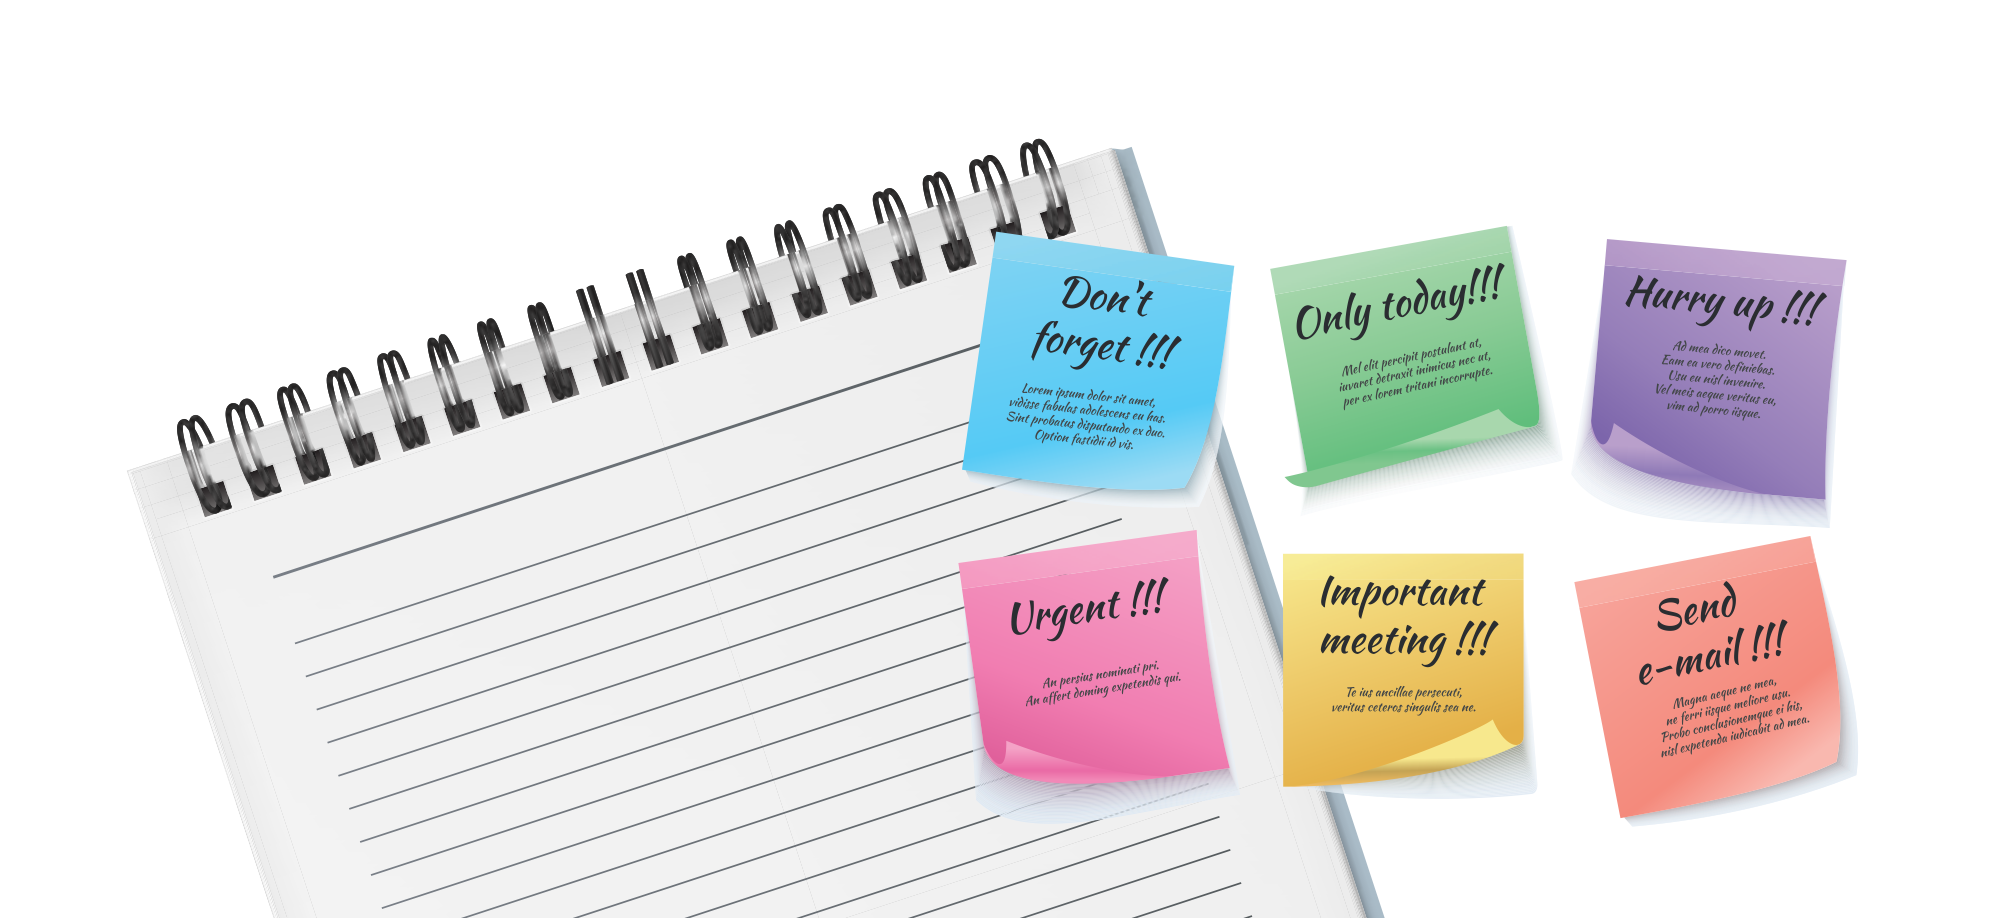 Don't
forget !!!
Lorem ipsum dolor sit amet,
vidisse fabulas adolescens eu has.
Sint probatus disputando ex duo.
Option fastidii id vis.
Only today!!!
Mel elit percipit postulant at,
iuvaret detraxit inimicus nec ut,
per ex lorem tritani incorrupte.
Hurry up !!!
Ad mea dico movet.
Eam ea vero definiebas.
Usu eu nisl invenire.
Vel meis aeque veritus eu,
vim ad porro iisque.
Urgent !!!
An persius nominati pri.
An affert doming expetendis qui.
Important
meeting !!!
Te ius ancillae persecuti,
veritus ceteros singulis sea ne.
Send
e-mail !!!
Magna aeque ne mea,
ne ferri iisque meliore usu.
Probo conclusionemque ei his,
nisl expetenda iudicabit ad mea.